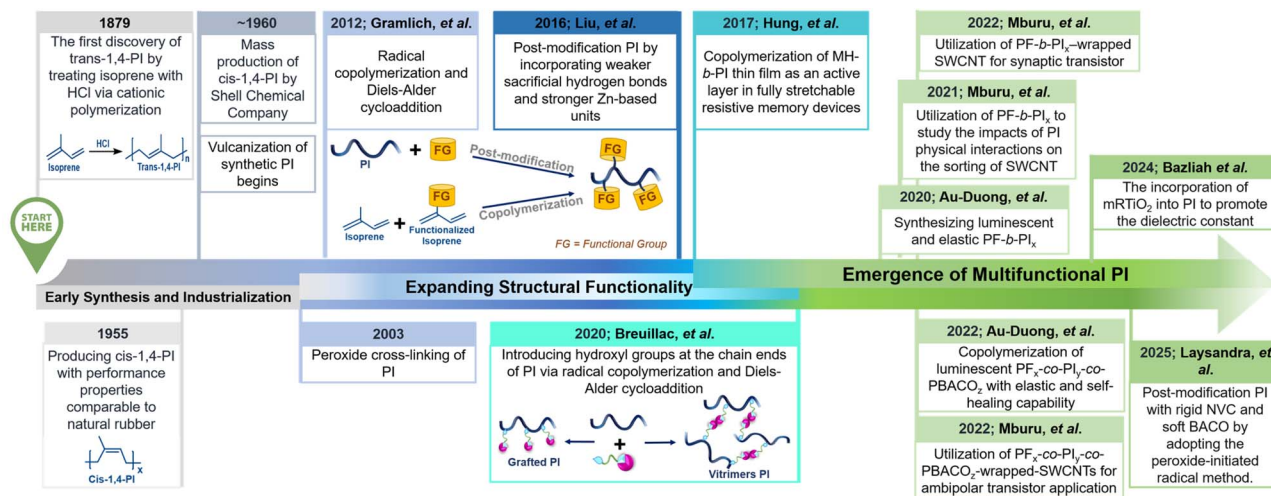 1879
The first discovery of
trans-1,4-PI by
treating isoprene with
HCl via cationic
polymerization
HCl
Isoprene
Trans-1,4-PI
n
~1960
Mass
production of
cis-1,4-PI by
Shell Chemical
Company
Vulcanization of
synthetic PI
begins
2012; Gramlich, et al.
Radical
copolymerization and
Diels-Alder
cycloaddition
2016; Liu, et al.
Post-modification PI by
incorporating weaker
sacrificial hydrogen bonds
and stronger Zn-based
units
PI
+
FG
Post-modification
FG
Isoprene
+
Functionalized
Isoprene
Copolymerization
FG
FG
FG
FG = Functional Group
2017; Hung, et al.
Copolymerization of MH-
b-PI thin film as an active
layer in fully stretchable
resistive memory devices
2022; Mburu, et al.
Utilization of PF-b-PIx–wrapped
SWCNT for synaptic transistor
2021; Mburu, et al.
Utilization of PF-b-PIx to
study the impacts of PI
physical interactions on
the sorting of SWCNT
2020; Au-Duong, et al.
Synthesizing luminescent
and elastic PF-b-PIx
2024; Bazliah et al.
The incorporation of
mRTiO2 into PI to promote
the dielectric constant
START
HERE
Early Synthesis and Industrialization
Expanding Structural Functionality
Emergence of Multifunctional PI
1955
Producing cis-1,4-PI
with performance
properties
comparable to
natural rubber
x
Cis-1,4-PI
2003
Peroxide cross-linking of
PI
2020; Breuillac, et al.
Introducing hydroxyl groups at the chain ends
of PI via radical copolymerization and Diels-
Alder cycloaddition
Grafted PI
+
Vitrimers PI
2022; Au-Duong, et al.
Copolymerization of
luminescent PFx-co-PIy-co-
PBACOz with elastic and self-
healing capability
2022; Mburu, et al.
Utilization of PFx-co-PIy-co-
PBACOz-wrapped-SWCNTs for
ambipolar transistor application
2025; Laysandra, et
al.
Post-modification PI
with rigid NVC and
soft BACO by
adopting the
peroxide-initiated
radical method.